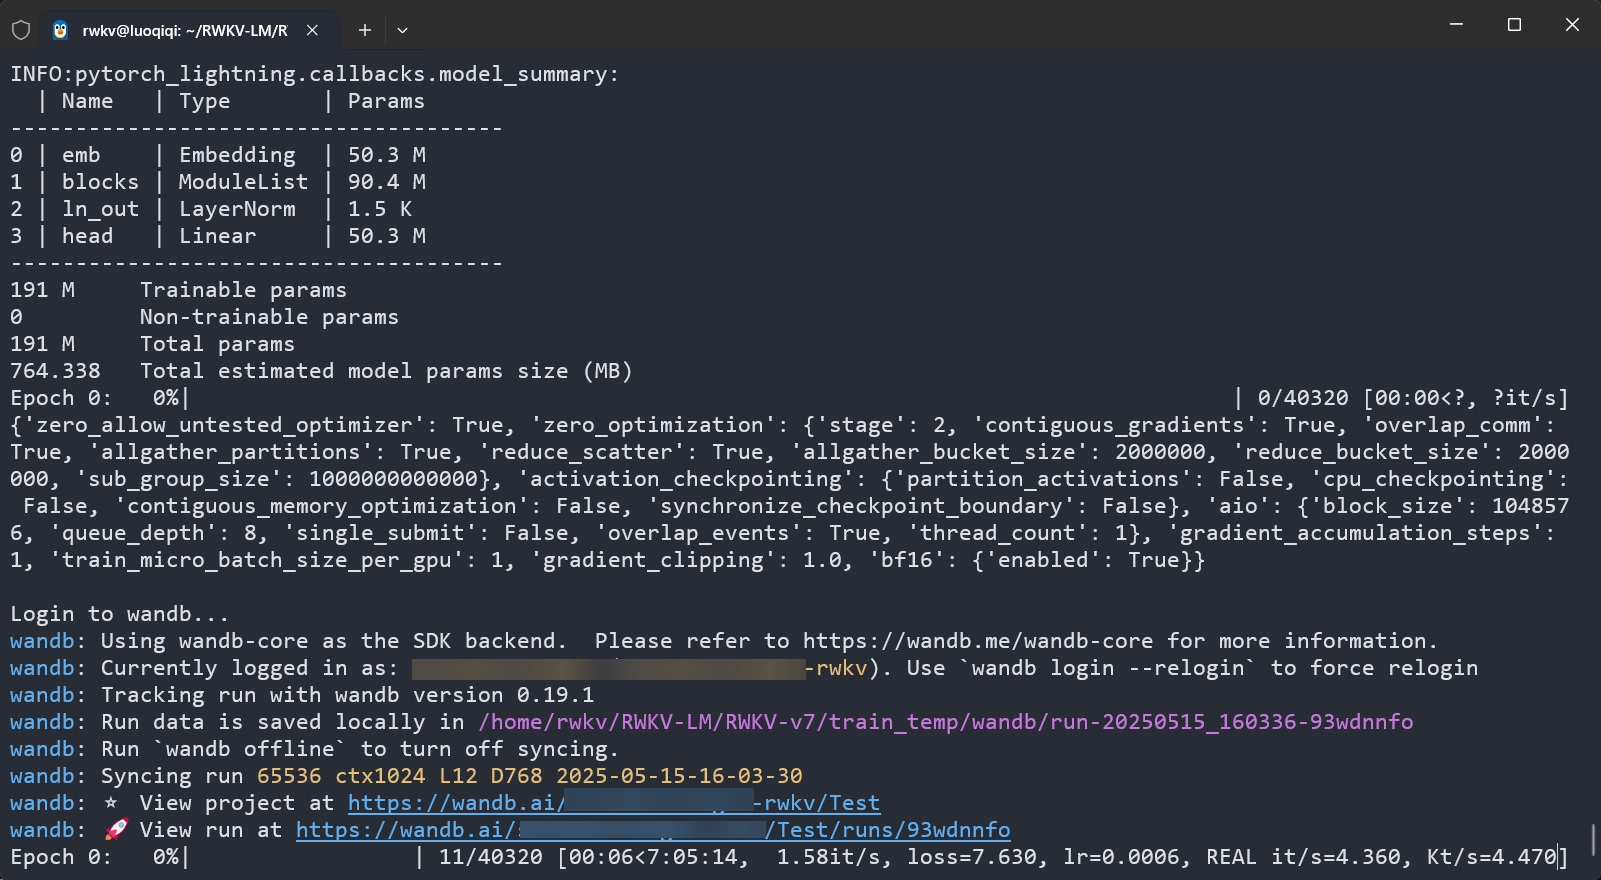 rwkv@luoqiqi: ~/RWKV-LM/R
INFO:pytorch_lightning.callbacks.model_summary:
  | Name   | Type       | Params
--------------------------------------
0 | emb    | Embedding  | 50.3 M
1 | blocks | ModuleList | 90.4 M
2 | ln_out | LayerNorm  | 1.5 K
3 | head   | Linear     | 50.3 M
--------------------------------------
191 M     Trainable params
0         Non-trainable params
191 M     Total params
764.338   Total estimated model params size (MB)
Epoch 0:   0%|                                                                                | 0/40320 [00:00<?, ?it/s]
{'zero_allow_untested_optimizer': True, 'zero_optimization': {'stage': 2, 'contiguous_gradients': True, 'overlap_comm':
True, 'allgather_partitions': True, 'reduce_scatter': True, 'allgather_bucket_size': 2000000, 'reduce_bucket_size': 2000
000, 'sub_group_size': 1000000000000}, 'activation_checkpointing': {'partition_activations': False, 'cpu_checkpointing':
 False, 'contiguous_memory_optimization': False, 'synchronize_checkpoint_boundary': False}, 'aio': {'block_size': 104857
6, 'queue_depth': 8, 'single_submit': False, 'overlap_events': True, 'thread_count': 1}, 'gradient_accumulation_steps':
1, 'train_micro_batch_size_per_gpu': 1, 'gradient_clipping': 1.0, 'bf16': {'enabled': True}}
Login to wandb...
wandb: Using wandb-core as the SDK backend.  Please refer to https://wandb.me/wandb-core for more information.
wandb: Currently logged in as: -rwkv). Use `wandb login --relogin` to force relogin
wandb: Tracking run with wandb version 0.19.1
wandb: Run data is saved locally in /home/rwkv/RWKV-LM/RWKV-v7/train_temp/wandb/run-20250515_160336-93wdnnfo
wandb: Run `wandb offline` to turn off syncing.
wandb: Syncing run 65536 ctx1024 L12 D768 2025-05-15-16-03-30
wandb: ⭐ View project at https://wandb.ai/-rwkv/Test
wandb: 🚀 View run at https://wandb.ai//Test/runs/93wdnnfo
Epoch 0:   0%|                  | 11/40320 [00:06<7:05:14,  1.58it/s, loss=7.630, lr=0.0006, REAL it/s=4.360, Kt/s=4.470]